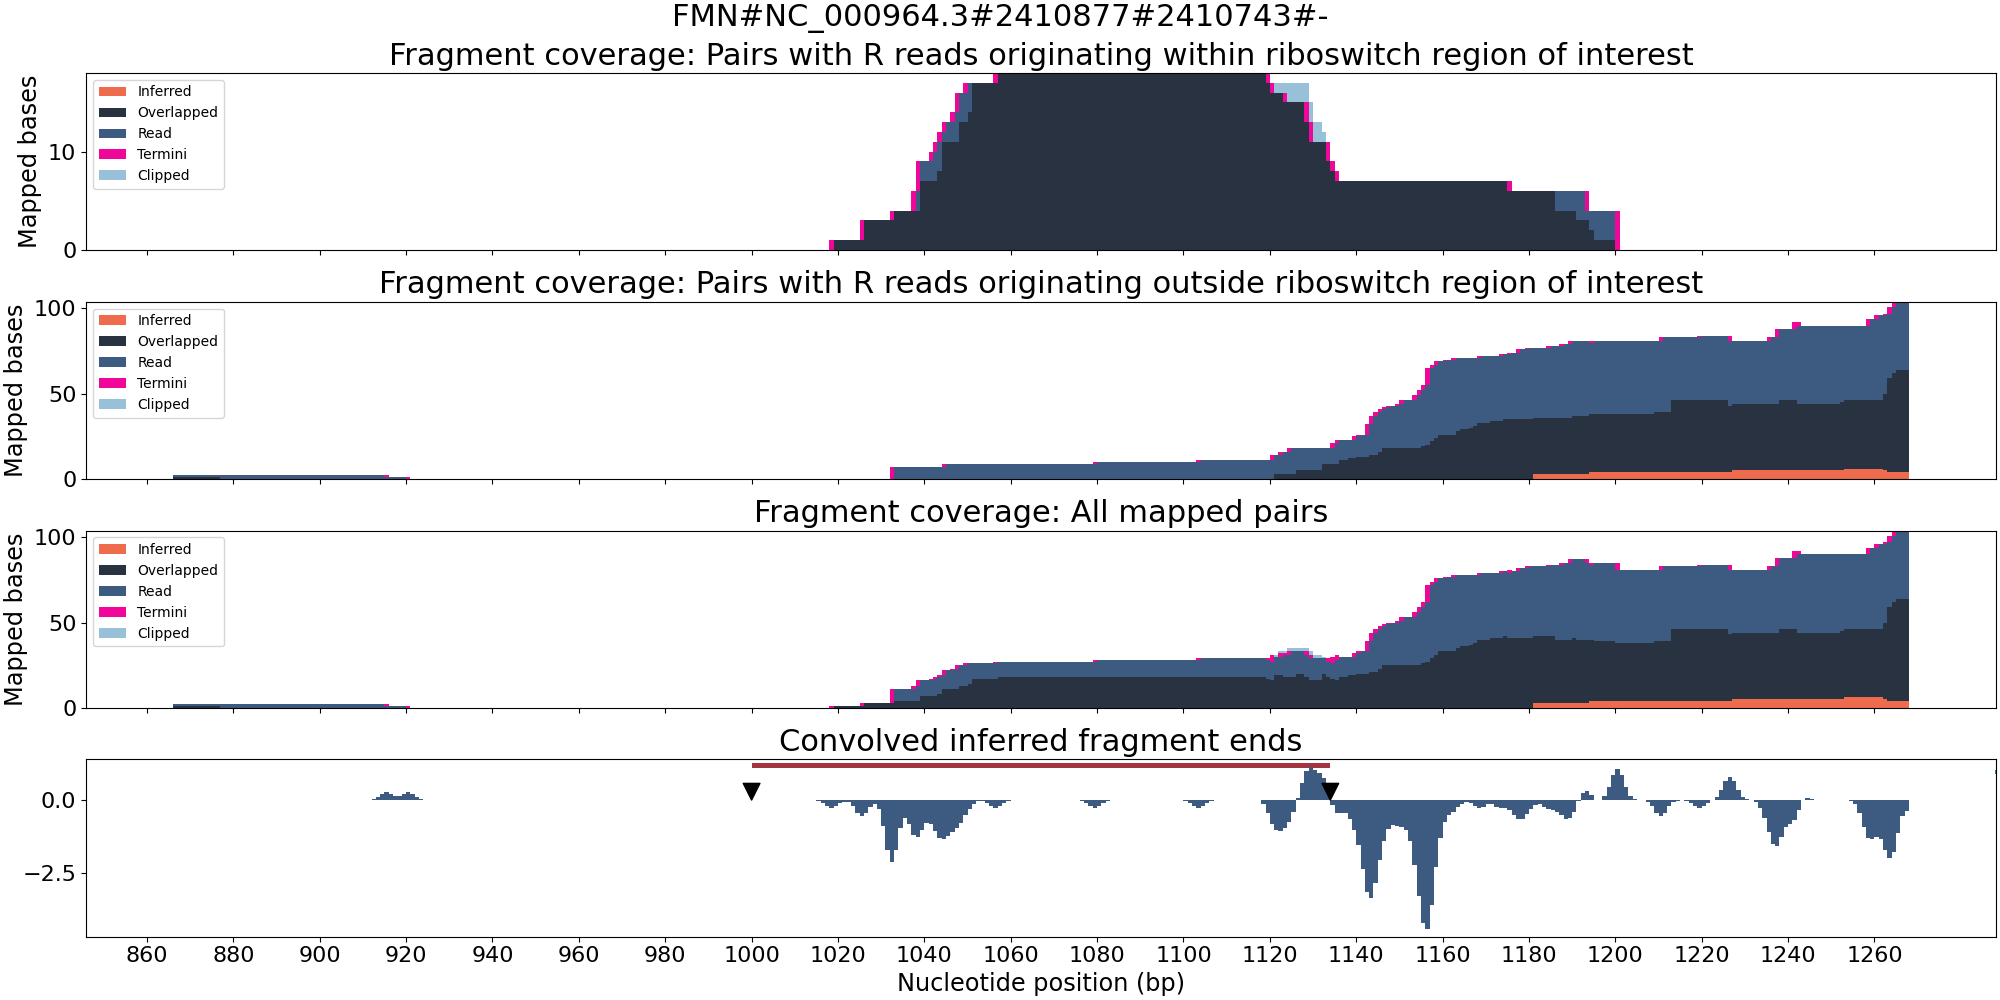 FMN#NC_000964.3#2410877#2410743#-
Fragment coverage: Pairs with R reads originating within riboswitch region of interest
Mapped bases
10
0
Inferred
Overlapped
Read
Termini
Clipped
Fragment coverage: Pairs with R reads originating outside riboswitch region of interest
Mapped bases
100
50
0
Inferred
Overlapped
Read
Termini
Clipped
Fragment coverage: All mapped pairs
Mapped bases
100
50
0
Inferred
Overlapped
Read
Termini
Clipped
Convolved inferred fragment ends
0.0
−2.5
860 880 900 920 940 960 980 1000 1020 1040 1060 1080 1100 1120 1140 1160 1180 1200 1220 1240 1260
Nucleotide position (bp)